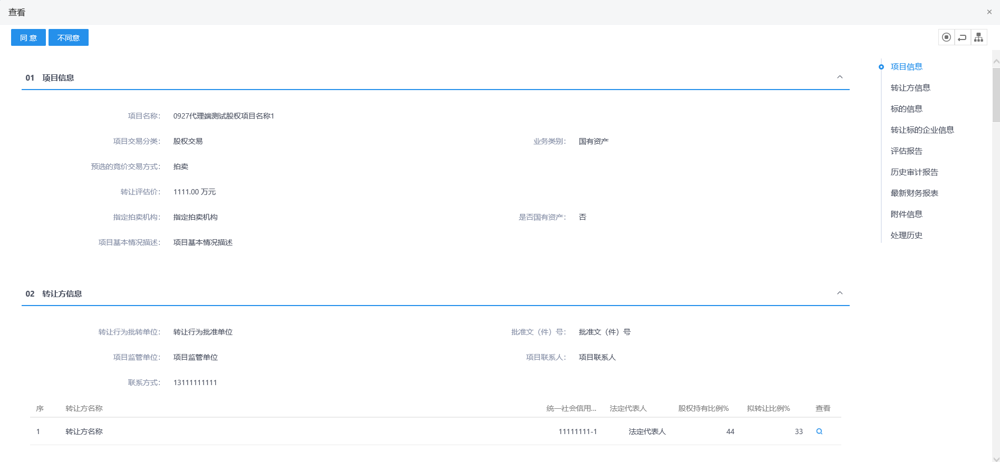 查看
同 意 不同意
01 项目信息
项目名称： 0927代理端测试股权项目名称1
项目交易分类： 股权交易 业务类别： 国有资产
预选的竞价交易方式： 拍卖
转让评估价： 1111.00 万元
指定拍卖机构： 指定拍卖机构 是否国有资产： 否
项目基本情况描述： 项目基本情况描述
02 转让方信息
转让行为批转单位： 转让行为批准单位 批准文（件）号： 批准文（件）号
项目监管单位： 项目监管单位 项目联系人： 项目联系人
联系方式： 13111111111
序 转让方名称 统一社会信用... 法定代表人 股权持有比例% 拟转让比例% 查看
1 转让方名称 11111111-1 法定代表人 44 33
项目信息
转让方信息
标的信息
转让标的企业信息
评估报告
历史审计报告
最新财务报表
附件信息
处理历史